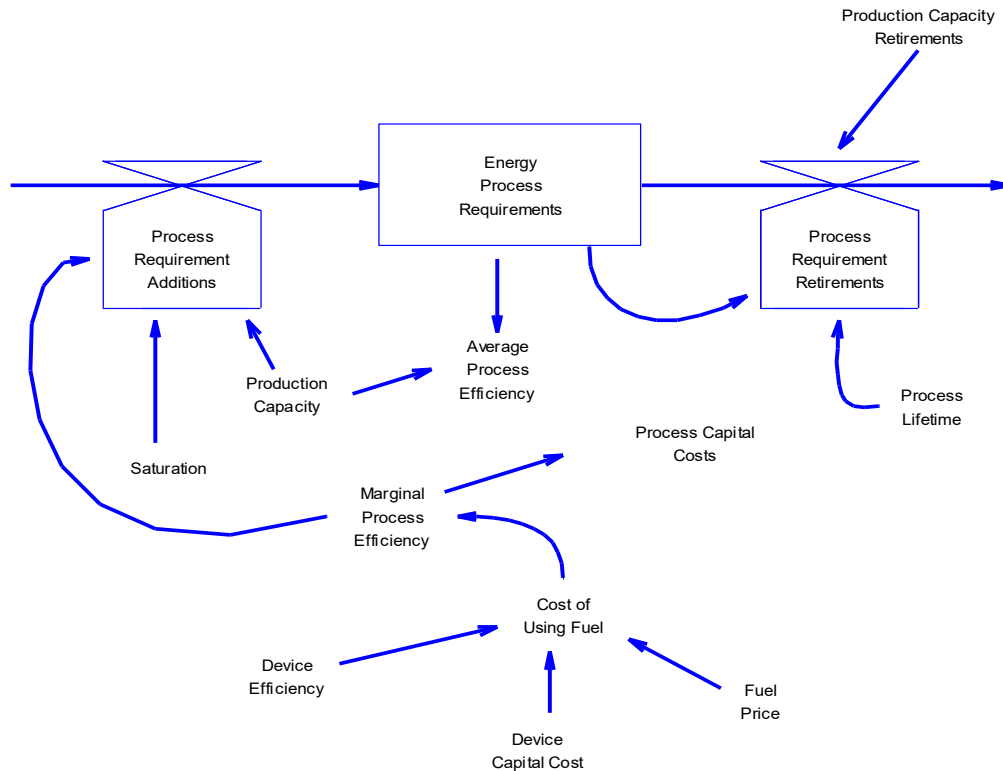 Production Capacity
Retirements
Energy
Process
Requirements
Process
Requirement
Additions
Process
Requirement
Retirements
Average
Process
Efficiency
Production
Capacity
Process
Lifetime
Process Capital
Costs
Saturation
Marginal
Process
Efficiency
Cost of
Using Fuel
Device
Efficiency
Fuel
Price
Device
Capital Cost